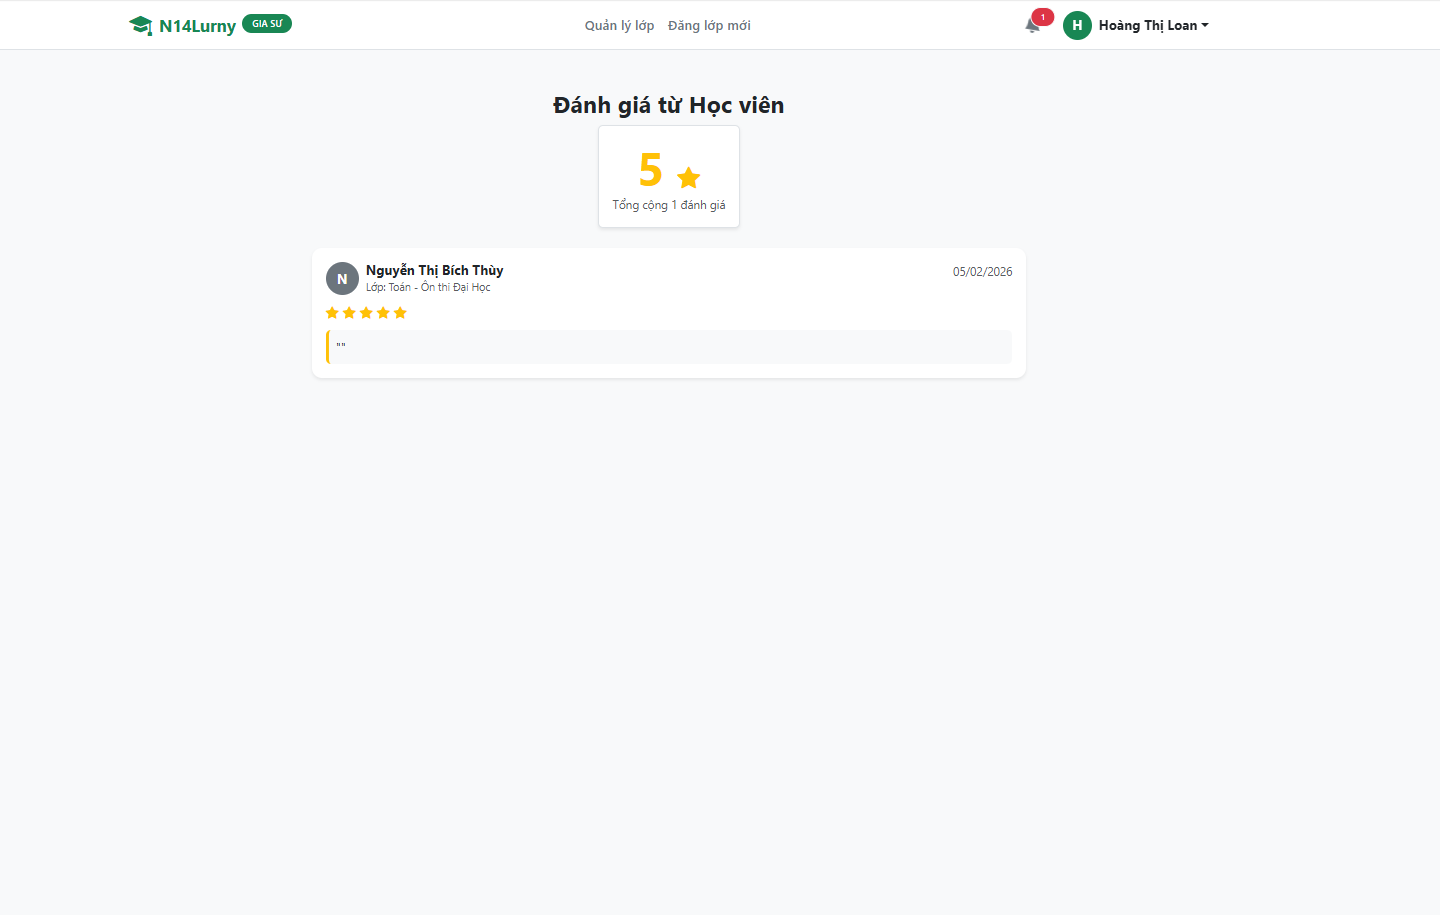 N14Lurny GIA SƯ Quản lý lớp Đăng lớp mới 1 H Hoàng Thị Loan
Đánh giá từ Học viên
5
Tổng cộng 1 đánh giá
N Nguyễn Thị Bích Thùy 05/02/2026
Lớp: Toán - Ôn thi Đại Học
""